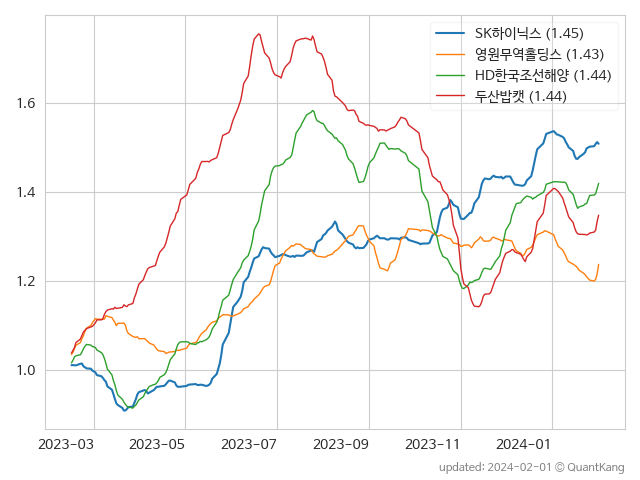 SK하이닉스 (1.45)
영원무역홀딩스 (1.43)
HD한국조선해양 (1.44)
두산밥캣 (1.44)
1.6
1.4
1.2
1.0
2023-03 2023-05 2023-07 2023-09 2023-11 2024-01
updated: 2024-02-01 © QuantKang